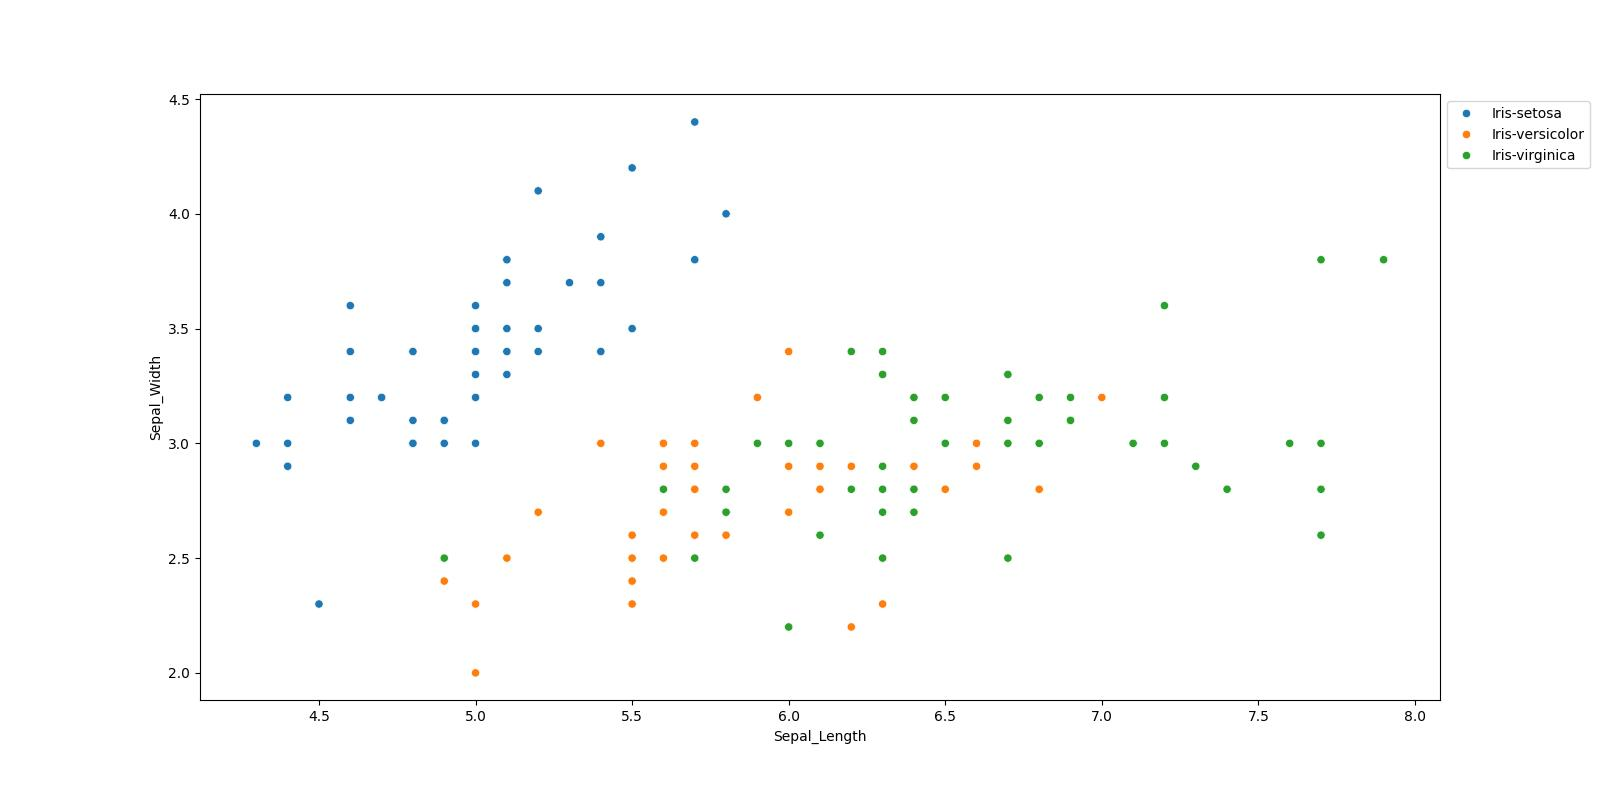 4.5
4.0
3.5
3.0
2.5
2.0
Sepal_Width
4.5 5.0 5.5 6.0 6.5 7.0 7.5 8.0
Sepal_Length
Iris-setosa
Iris-versicolor
Iris-virginica